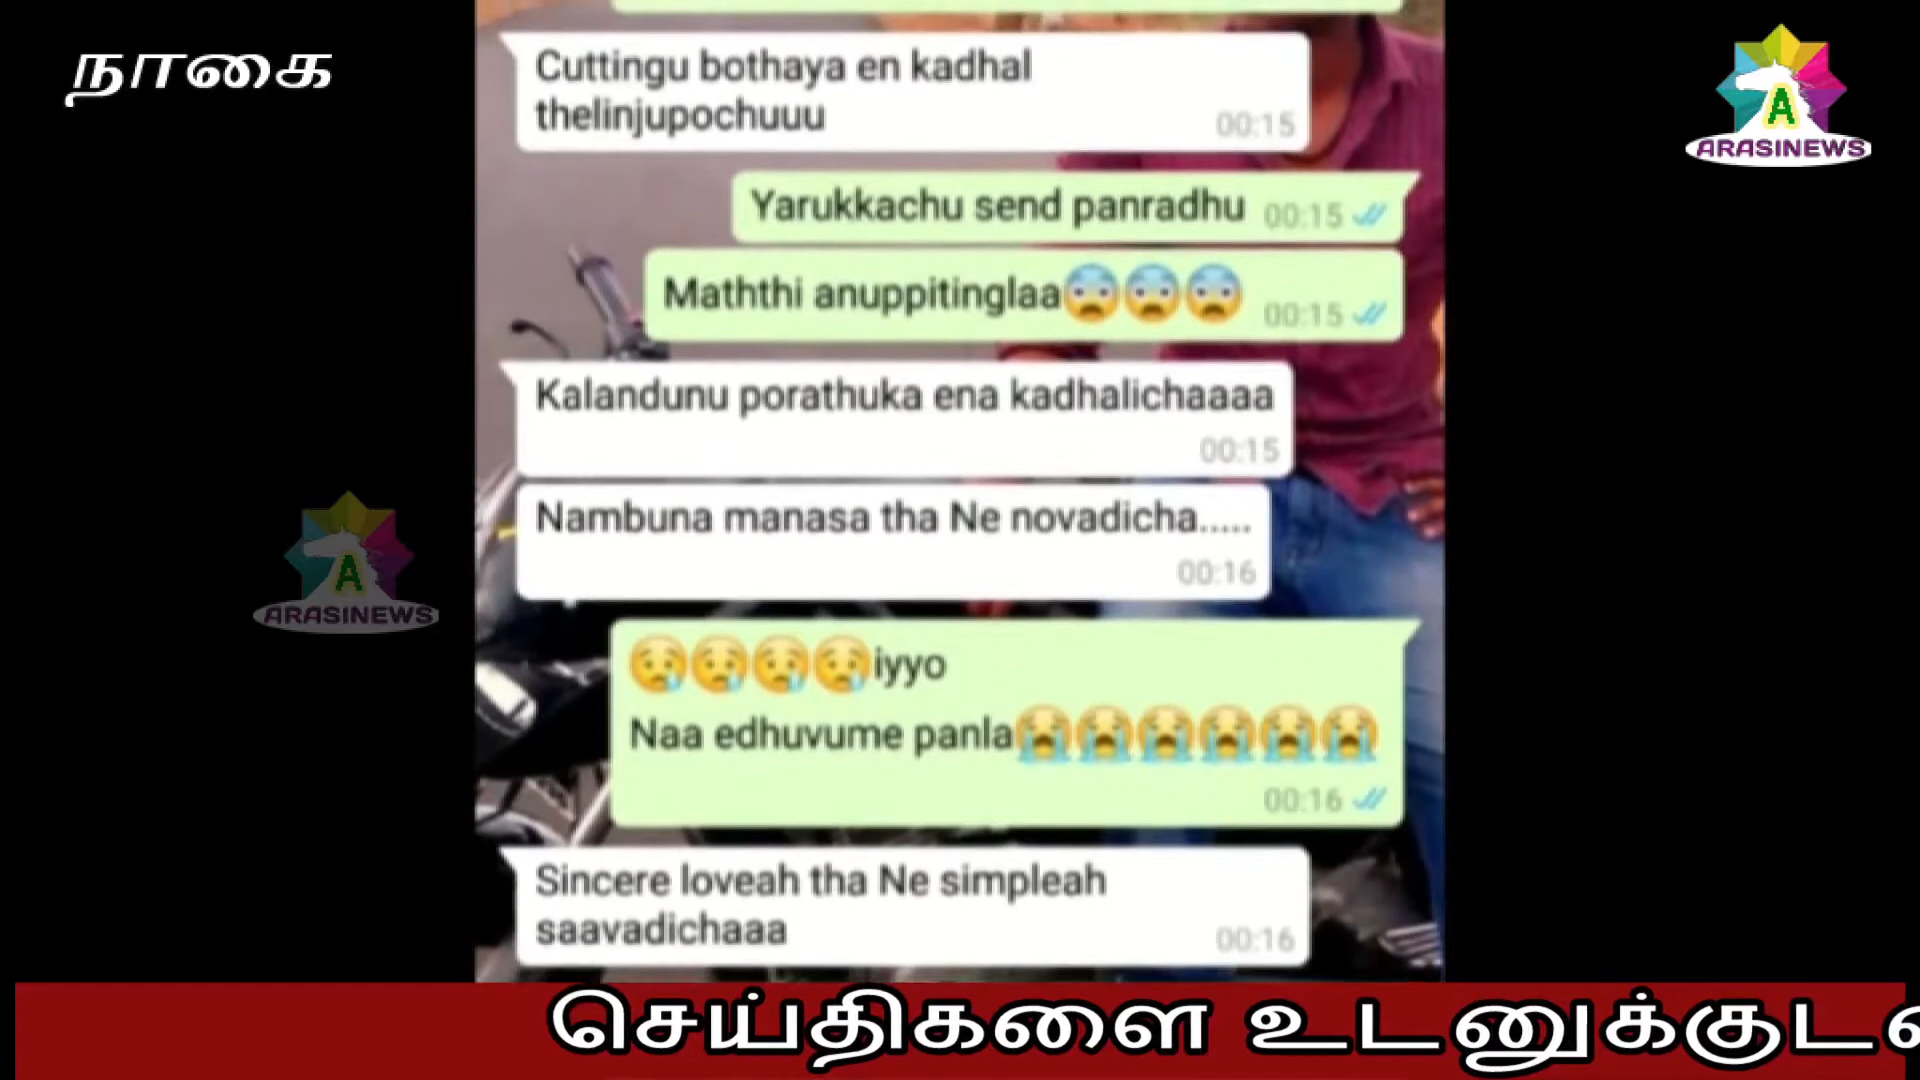 நாகை
ARASINEWS
A
Cuttingu bothaya en kadhal
thelinjupochuuu
00:15
Yarukkachu send panradhu 00:15
Maththi anuppitinglaa😨😨😨 00:15
Kalandunu porathuka ena kadhalichaaaa
00:15
Nambuna manasa tha Ne novadicha.....
00:16
😢😢😢😢iyyo
Naa edhuvume panla😭😭😭😭😭😭
00:16
Sincere loveah tha Ne simpleah
saavadichaaa
00:16
A
ARASINEWS
செய்திகளை உடனுக்குட